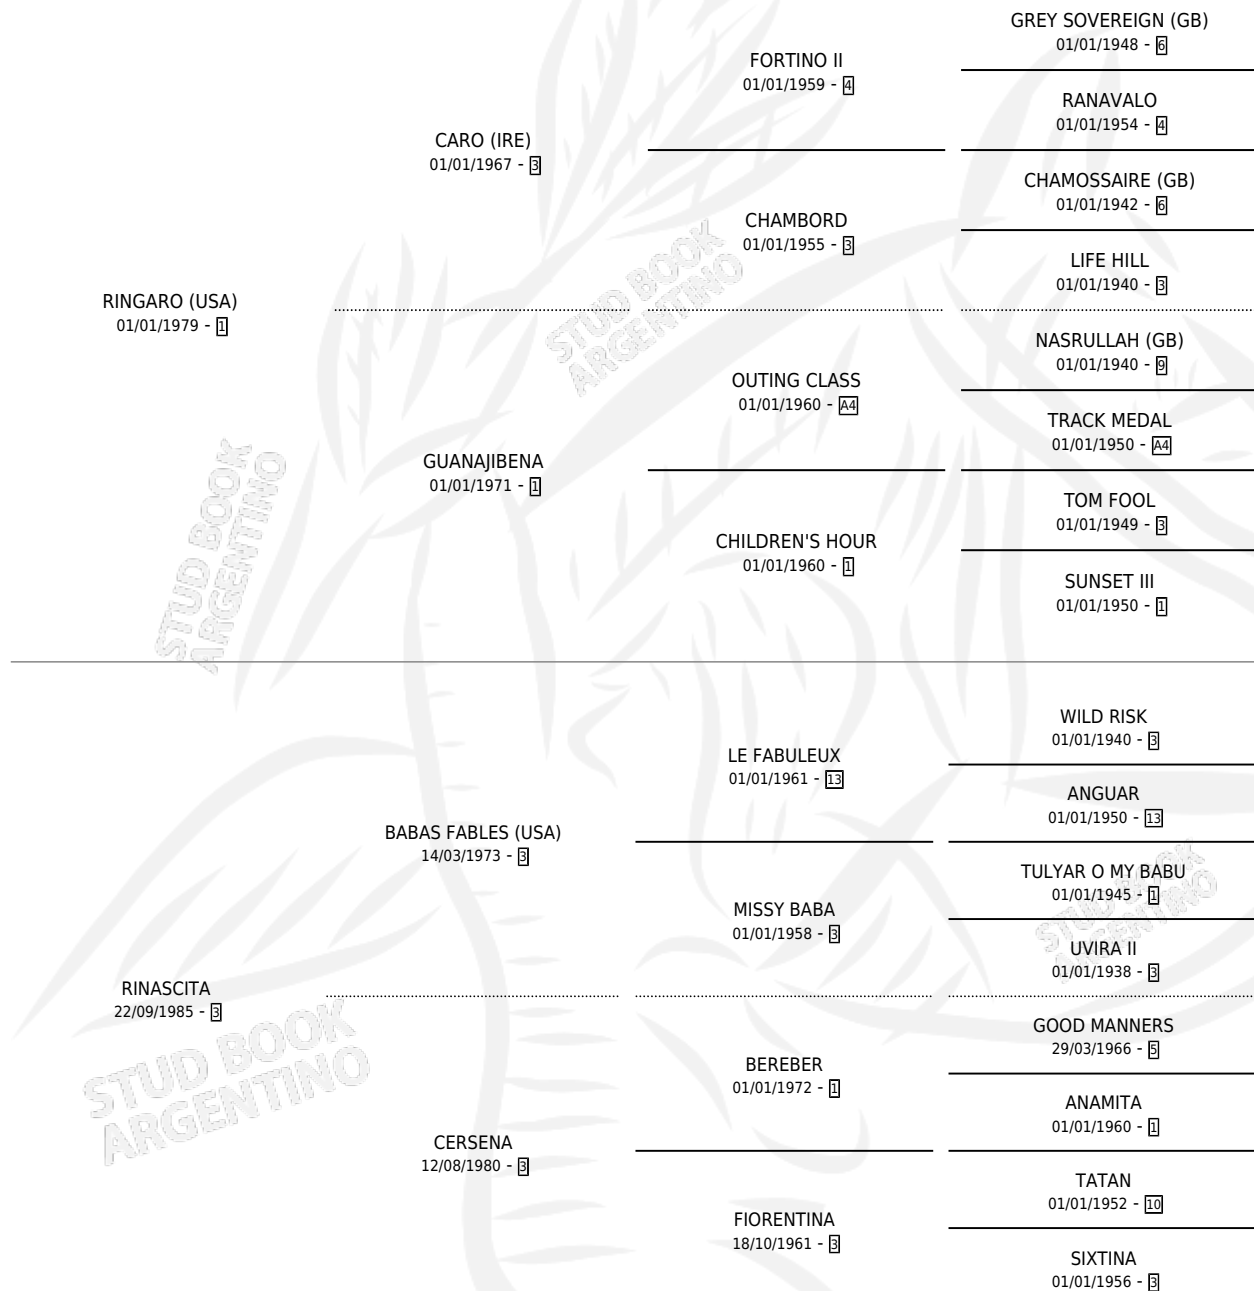 GREY SOVEREIGN (GB)
01/01/1948 - 6
FORTINO II
01/01/1959 - 4
RANAVALO
01/01/1954 - 4
CARO (IRE)
01/01/1967 - 3
CHAMOSSAIRE (GB)
01/01/1942 - 6
CHAMBORD
01/01/1955 - 3
LIFE HILL
01/01/1940 - 3
RINGARO (USA)
01/01/1979 - 1
STUD BOOK
ARGENTINO
NASRULLAH (GB)
01/01/1940 - 9
OUTING CLASS
01/01/1960 - A4
TRACK MEDAL
01/01/1950 - A4
GUANAJIBENA
01/01/1971 - 1
TOM FOOL
01/01/1949 - 3
CHILDREN'S HOUR
01/01/1960 - 1
SUNSET III
01/01/1950 - 1
STUD BOOK
ARGENTINO
WILD RISK
01/01/1940 - 3
LE FABULEUX
01/01/1961 - 13
ANGUAR
01/01/1950 - 13
BABAS FABLES (USA)
14/03/1973 - 3
TULYAR O MY BABU
01/01/1945 - 1
MISSY BABA
01/01/1958 - 3
STUD BOOK
ARGENTINO
UVIRA II
01/01/1938 - 3
RINASCITA
22/09/1985 - 3
GOOD MANNERS
29/03/1966 - 5
BEREBER
01/01/1972 - 1
ANAMITA
01/01/1960 - 1
STUD BOOK
ARGENTINO
CERSENA
12/08/1980 - 3
TATAN
01/01/1952 - 10
FIORENTINA
18/10/1961 - 3
SIXTINA
01/01/1956 - 3